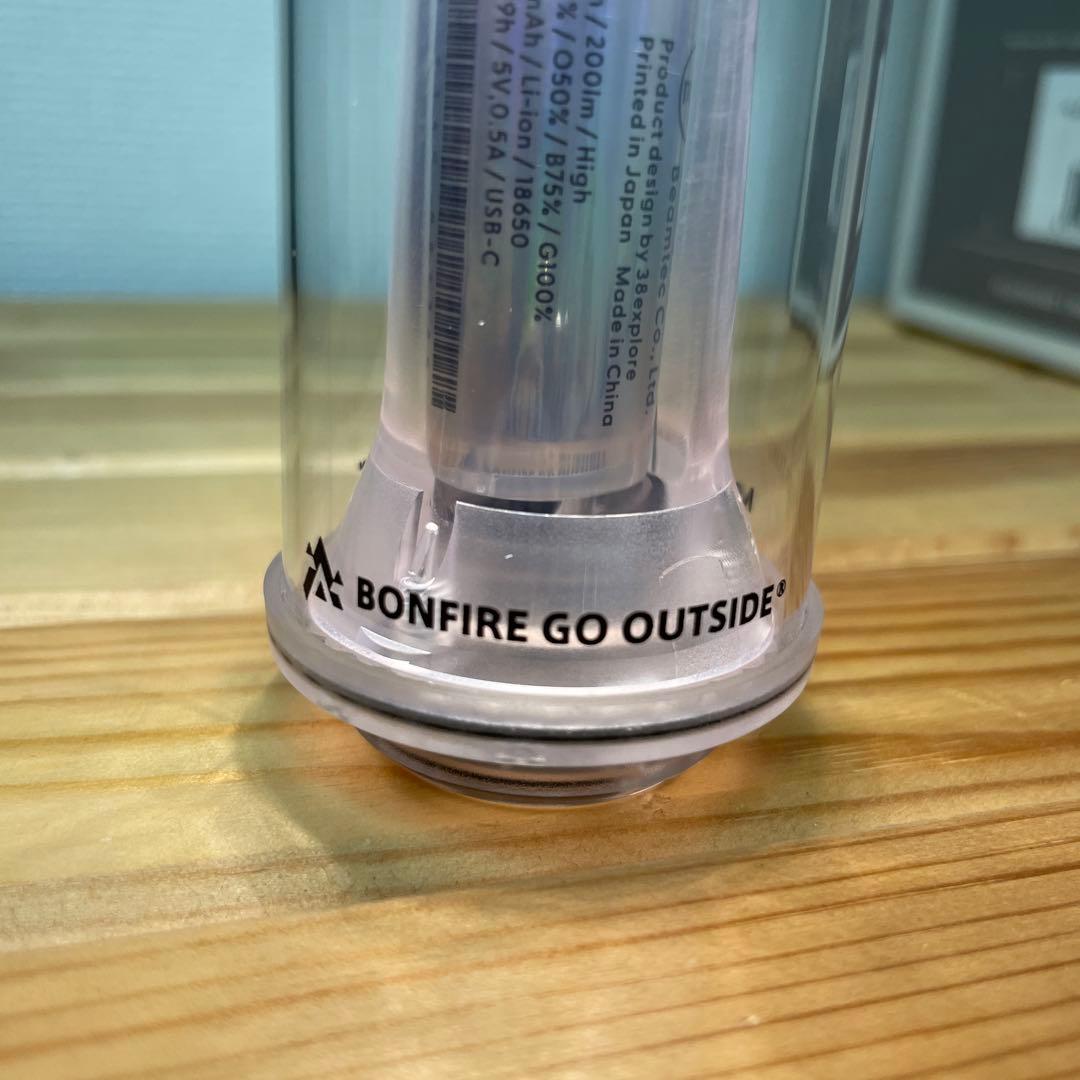 Beamtec Co., Ltd.
Product design by 38explore
Printed in Japan Made in China
/ 200lm / High
% / O50% / B75% / G100%
mAh / Li-ion / 18650
9h / 5V,0.5A / USB-C
BONFIRE GO OUTSIDE®